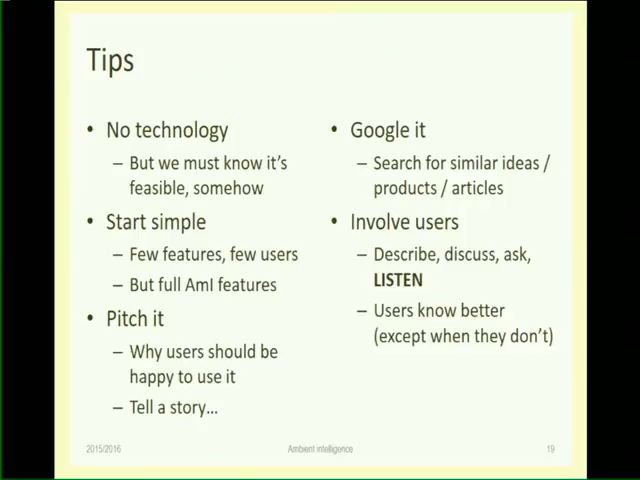 Tips
• No technology
– But we must know it's
feasible, somehow
• Start simple
– Few features, few users
– But full AmI features
• Pitch it
– Why users should be
happy to use it
– Tell a story…
• Google it
– Search for similar ideas /
products / articles
• Involve users
– Describe, discuss, ask,
LISTEN
– Users know better
(except when they don't)
2015/2016
Ambient intelligence
19